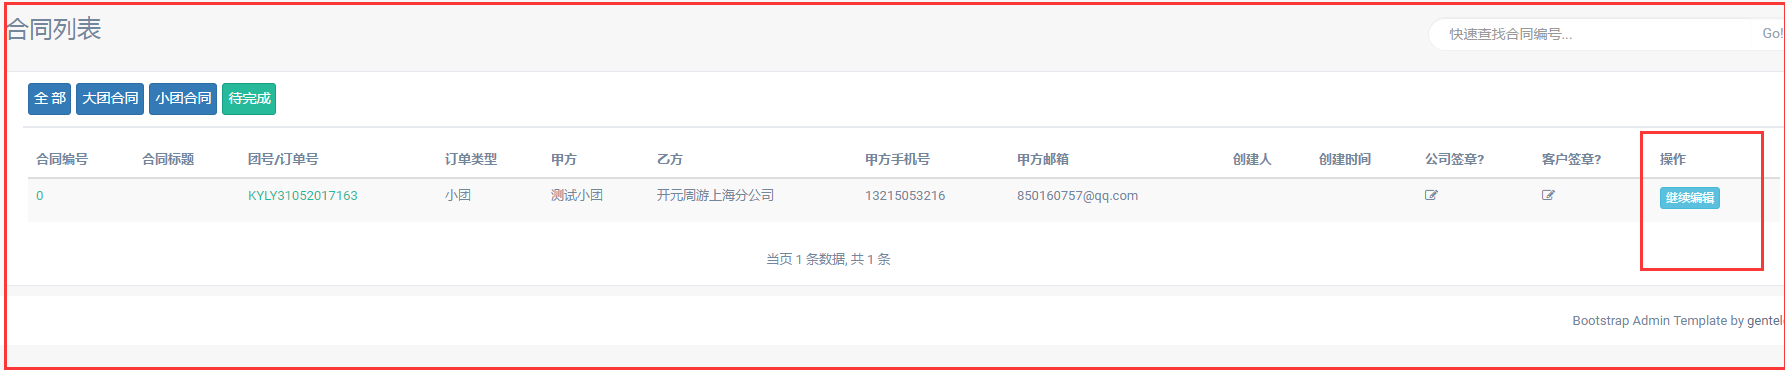 合同列表
快速查找合同编号... Go!
全 部 大团合同 小团合同 待完成
合同编号 合同标题 团号/订单号 订单类型 甲方 乙方 甲方手机号 甲方邮箱 创建人 创建时间 公司签章? 客户签章? 操作
0 KYLY31052017163 小团 测试小团 开元周游上海分公司 13215053216 850160757@qq.com 继续编辑
当页 1 条数据, 共 1 条
Bootstrap Admin Template by gentel